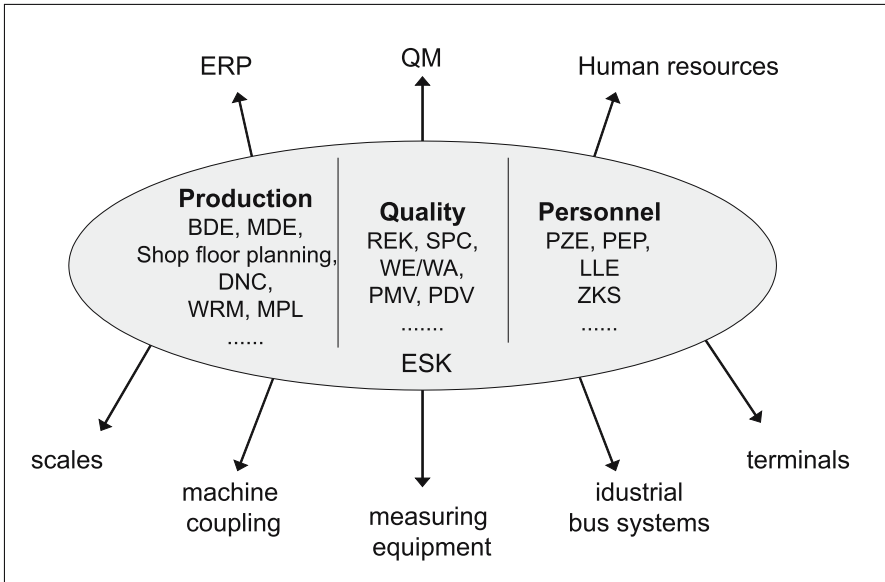 ERP
QM
Human resources
Production
BDE, MDE,
Shop floor planning,
DNC,
WRM, MPL
......
Quality
REK, SPC,
WE/WA,
PMV, PDV
.......
Personnel
PZE, PEP,
LLE
ZKS
......
ESK
scales
machine
coupling
measuring
equipment
idustrial
bus systems
terminals